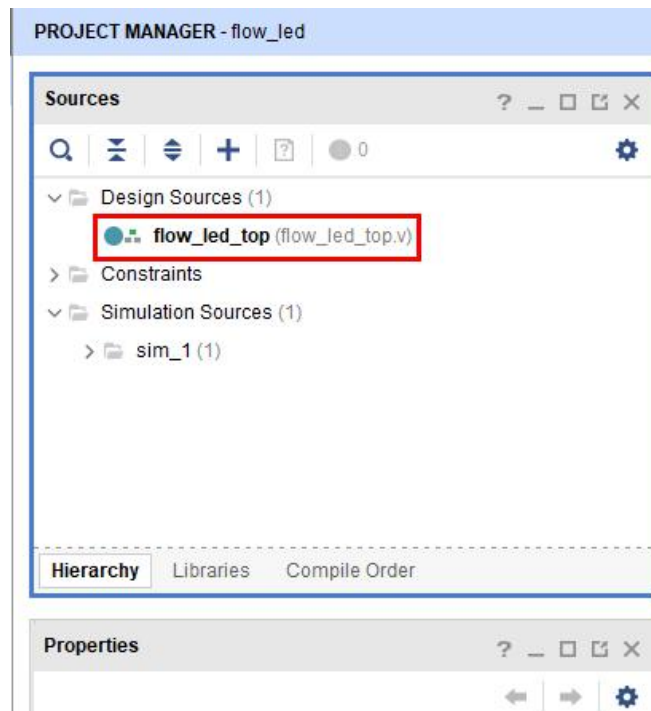 PROJECT MANAGER - flow_led
Sources
? _ □ X
0
Design Sources (1)
flow_led_top (flow_led_top.v)
Constraints
Simulation Sources (1)
sim_1 (1)
Hierarchy Libraries Compile Order
Properties
? _ □ X